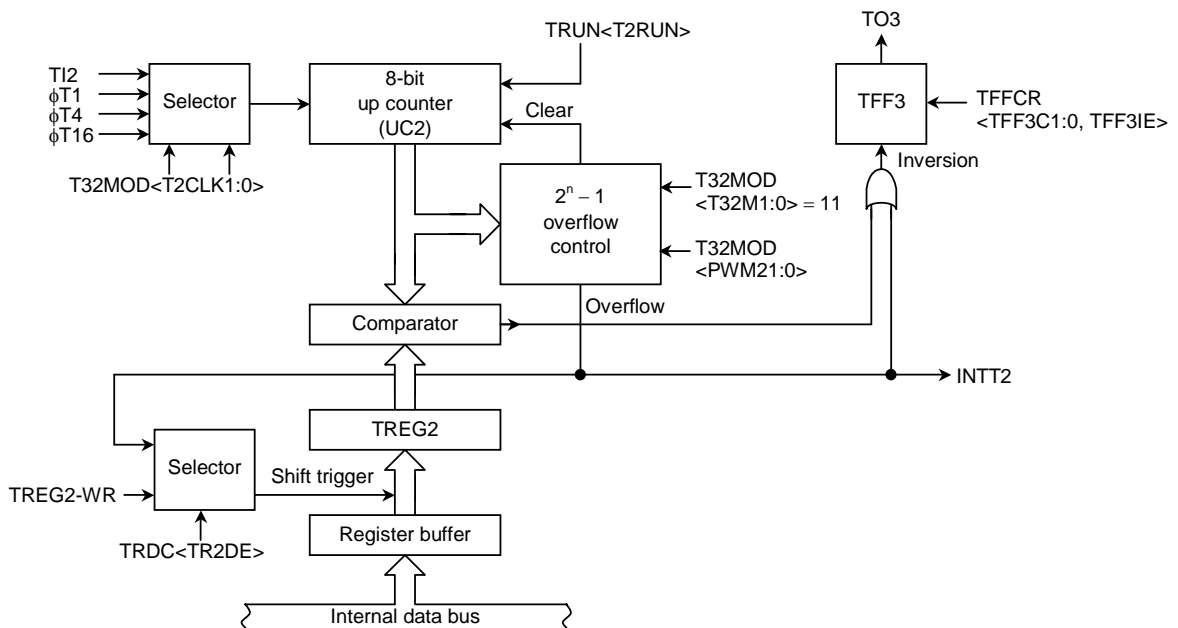 TO3
TRUN<T2RUN>
TI2
φT1
φT4
φT16
Selector
8-bit
up counter
(UC2)
TFF3
TFFCR
<TFF3C1:0, TFF3IE>
Clear
Inversion
T32MOD<T2CLK1:0>
2ⁿ – 1
overflow
control
T32MOD
<T32M1:0> = 11
T32MOD
<PWM21:0>
Overflow
Comparator
INTT2
TREG2
Selector
Shift trigger
TREG2-WR
Register buffer
TRDC<TR2DE>
Internal data bus